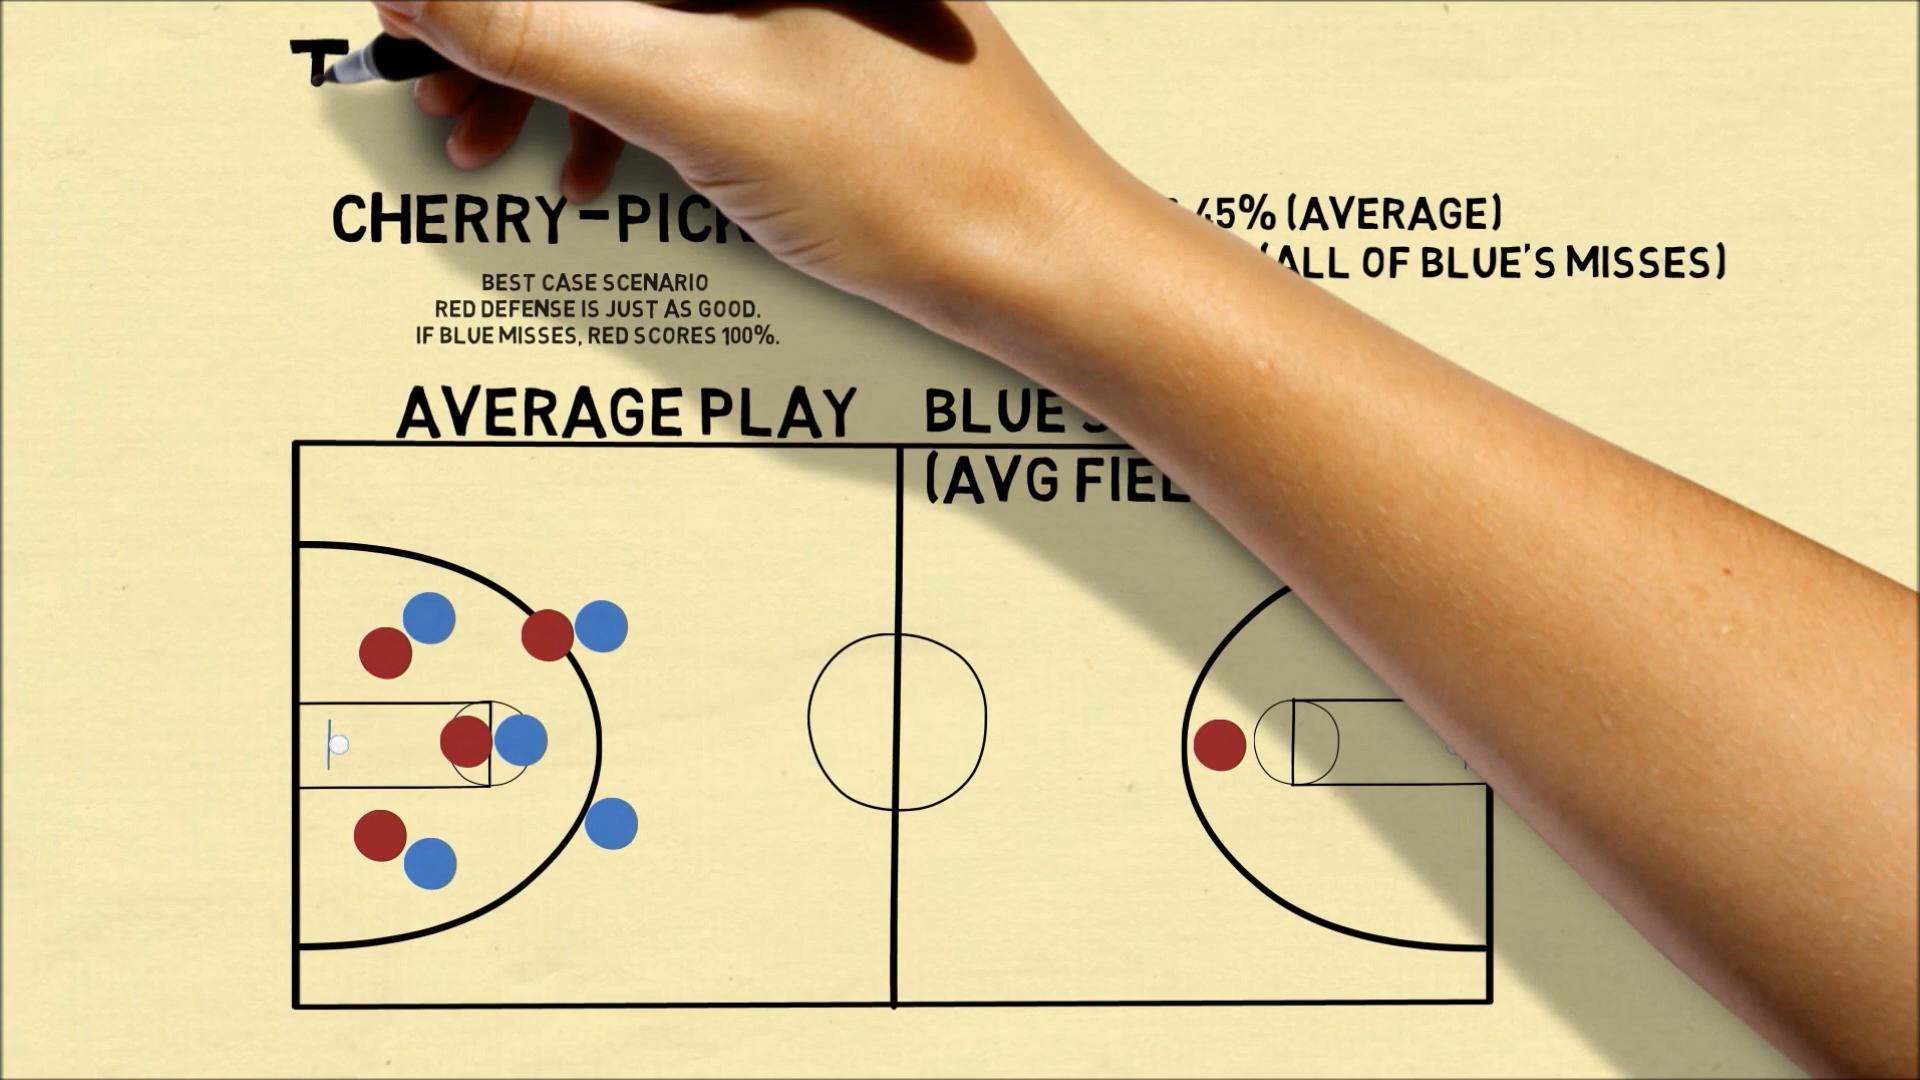 T
CHERRY-PICK
45% (AVERAGE)
(ALL OF BLUE'S MISSES)
BEST CASE SCENARIO
RED DEFENSE IS JUST AS GOOD.
IF BLUE MISSES, RED SCORES 100%.
AVERAGE PLAY
BLUE
(AVG FIEL